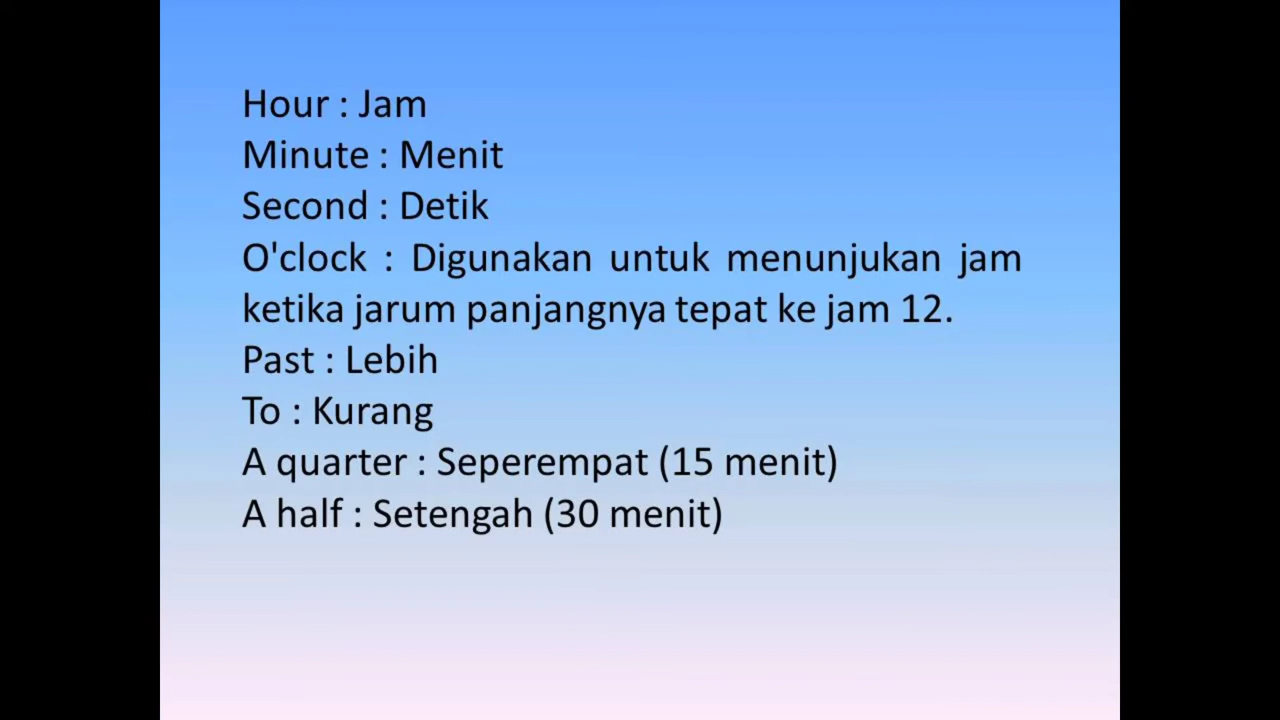 Hour : Jam
Minute : Menit
Second : Detik
O'clock : Digunakan untuk menunjukan jam
ketika jarum panjangnya tepat ke jam 12.
Past : Lebih
To : Kurang
A quarter : Seperempat (15 menit)
A half : Setengah (30 menit)